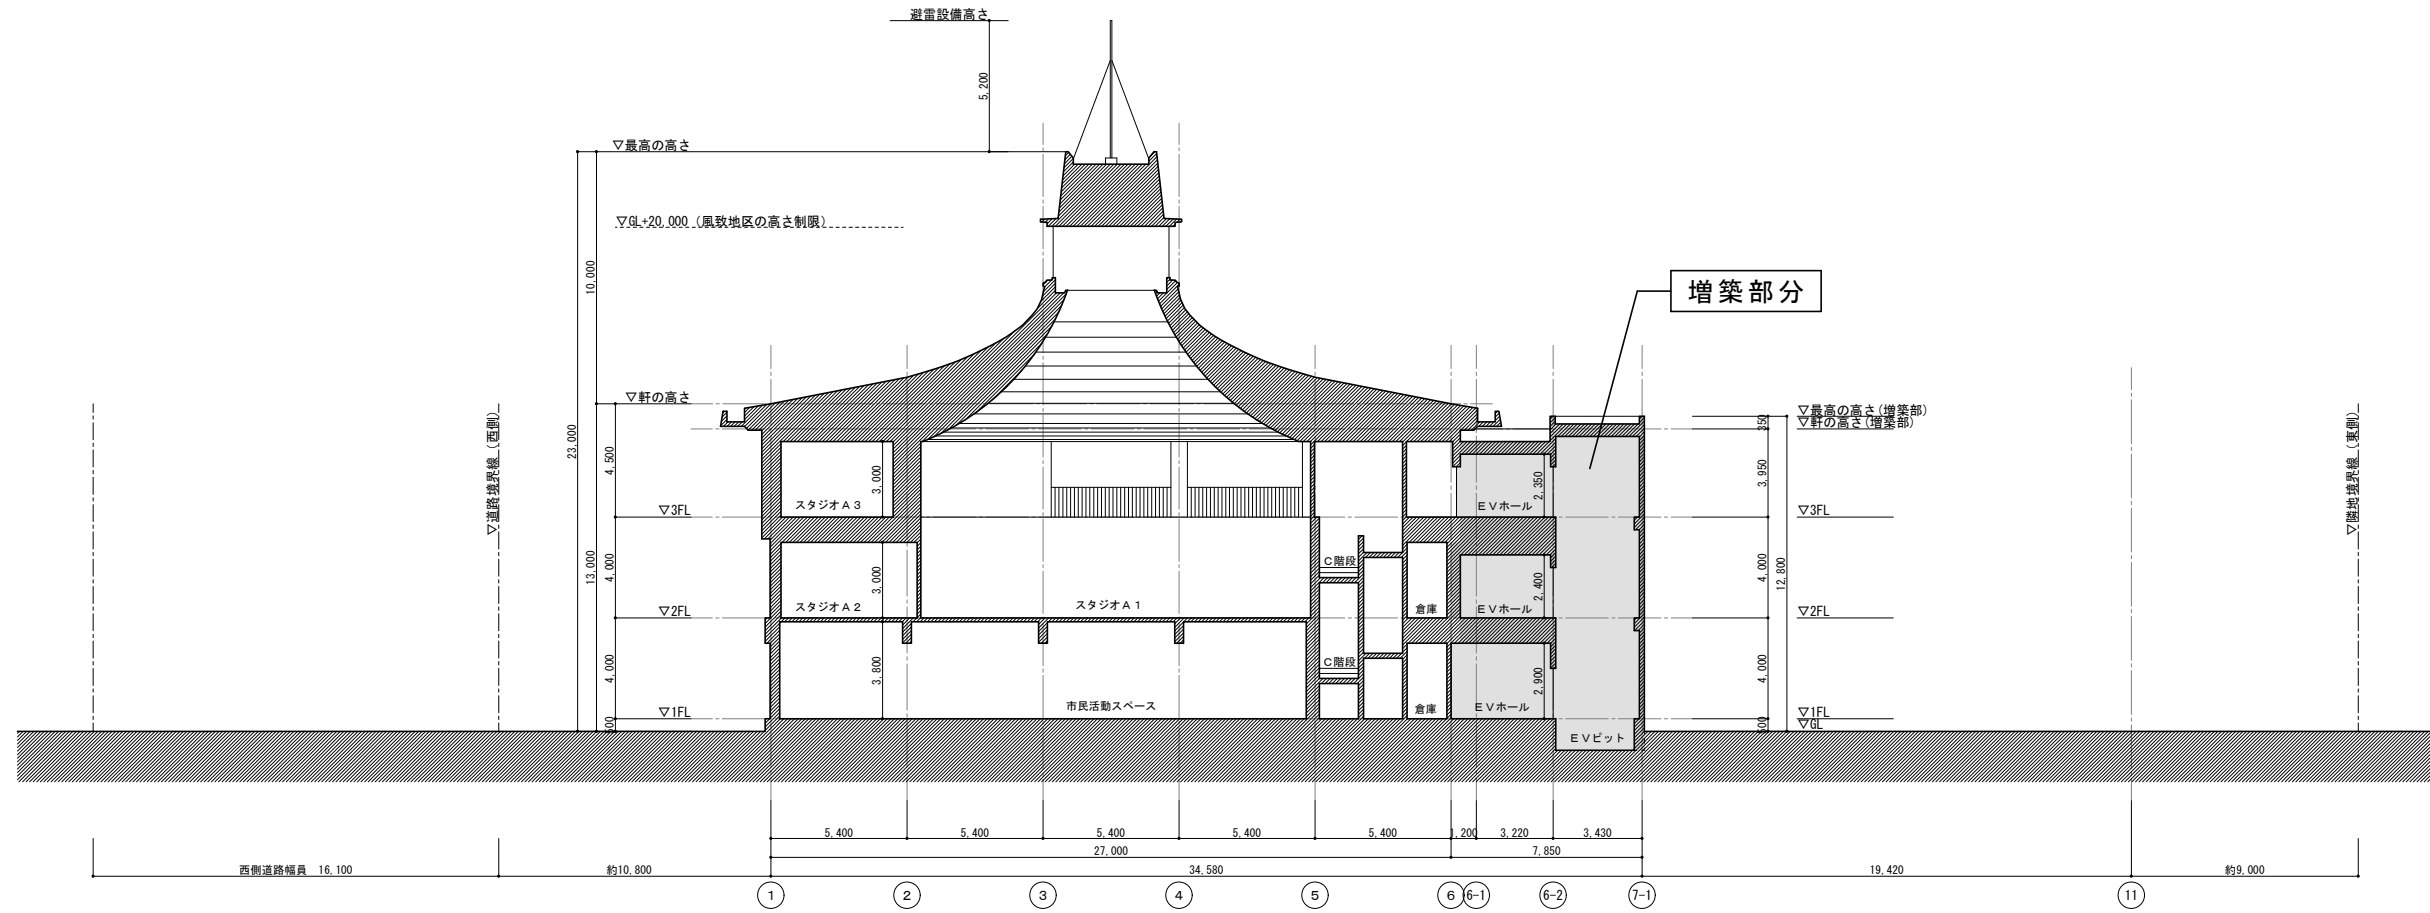 避雷設備高さ
5,200
▽最高の高さ
▽GL+20,000（風致地区の高さ制限）
10,000
23,000
13,000
▽軒の高さ
4,500
4,000
4,000
500
▽3FL
▽2FL
▽1FL
▽道路境界線（西側）
増築部分
▽最高の高さ(増築部)
▽軒の高さ(増築部)
350
3,950
4,000
12,800
4,000
500
▽3FL
▽2FL
▽1FL
▽GL
▽隣地境界線（東側）
スタジオＡ３
3,000
ＥＶホール
2,350
スタジオＡ２
3,000
スタジオＡ１
Ｃ階段
倉庫
ＥＶホール
2,400
3,800
市民活動スペース
Ｃ階段
倉庫
ＥＶホール
2,900
ＥＶピット
5,400
5,400
5,400
5,400
5,400
1,200
3,220
3,430
27,000
7,850
西側道路幅員　16,100
約10,800
34,580
19,420
約9,000
1
2
3
4
5
6
6-1
6-2
7-1
11